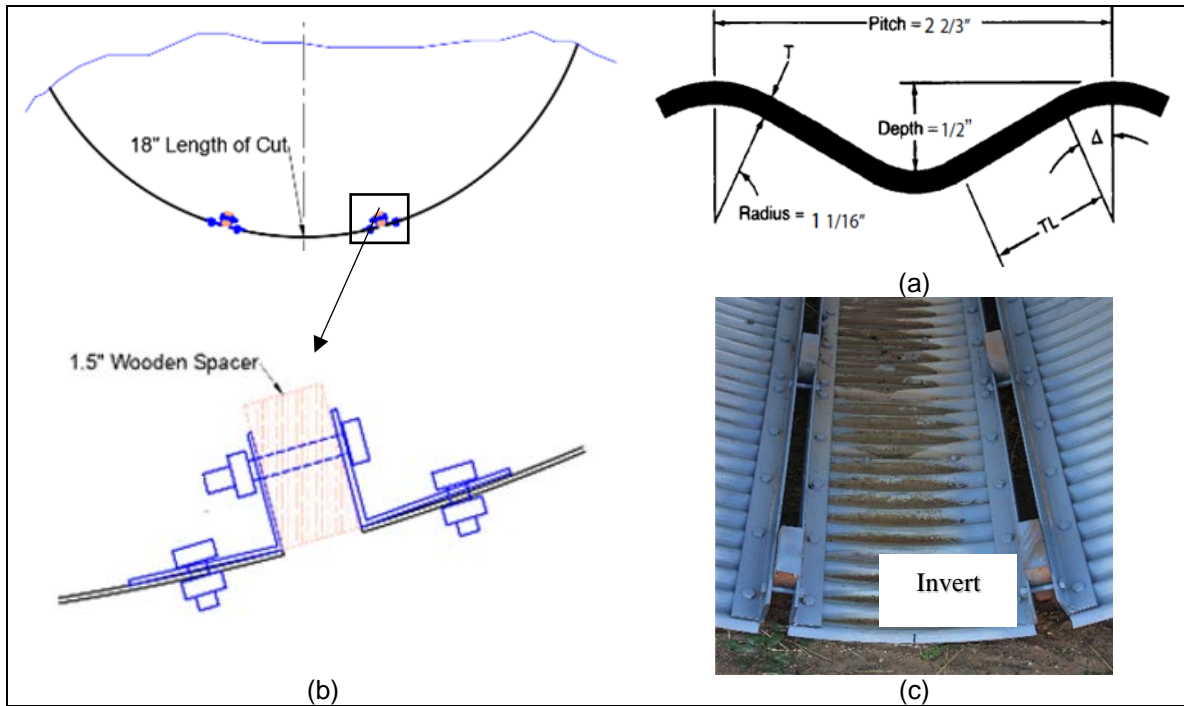 18" Length of Cut
1.5" Wooden Spacer
(b)
Pitch = 2 2/3"
T
Depth = 1/2"
Δ
Radius = 1 1/16"
TL
(a)
Invert
(c)